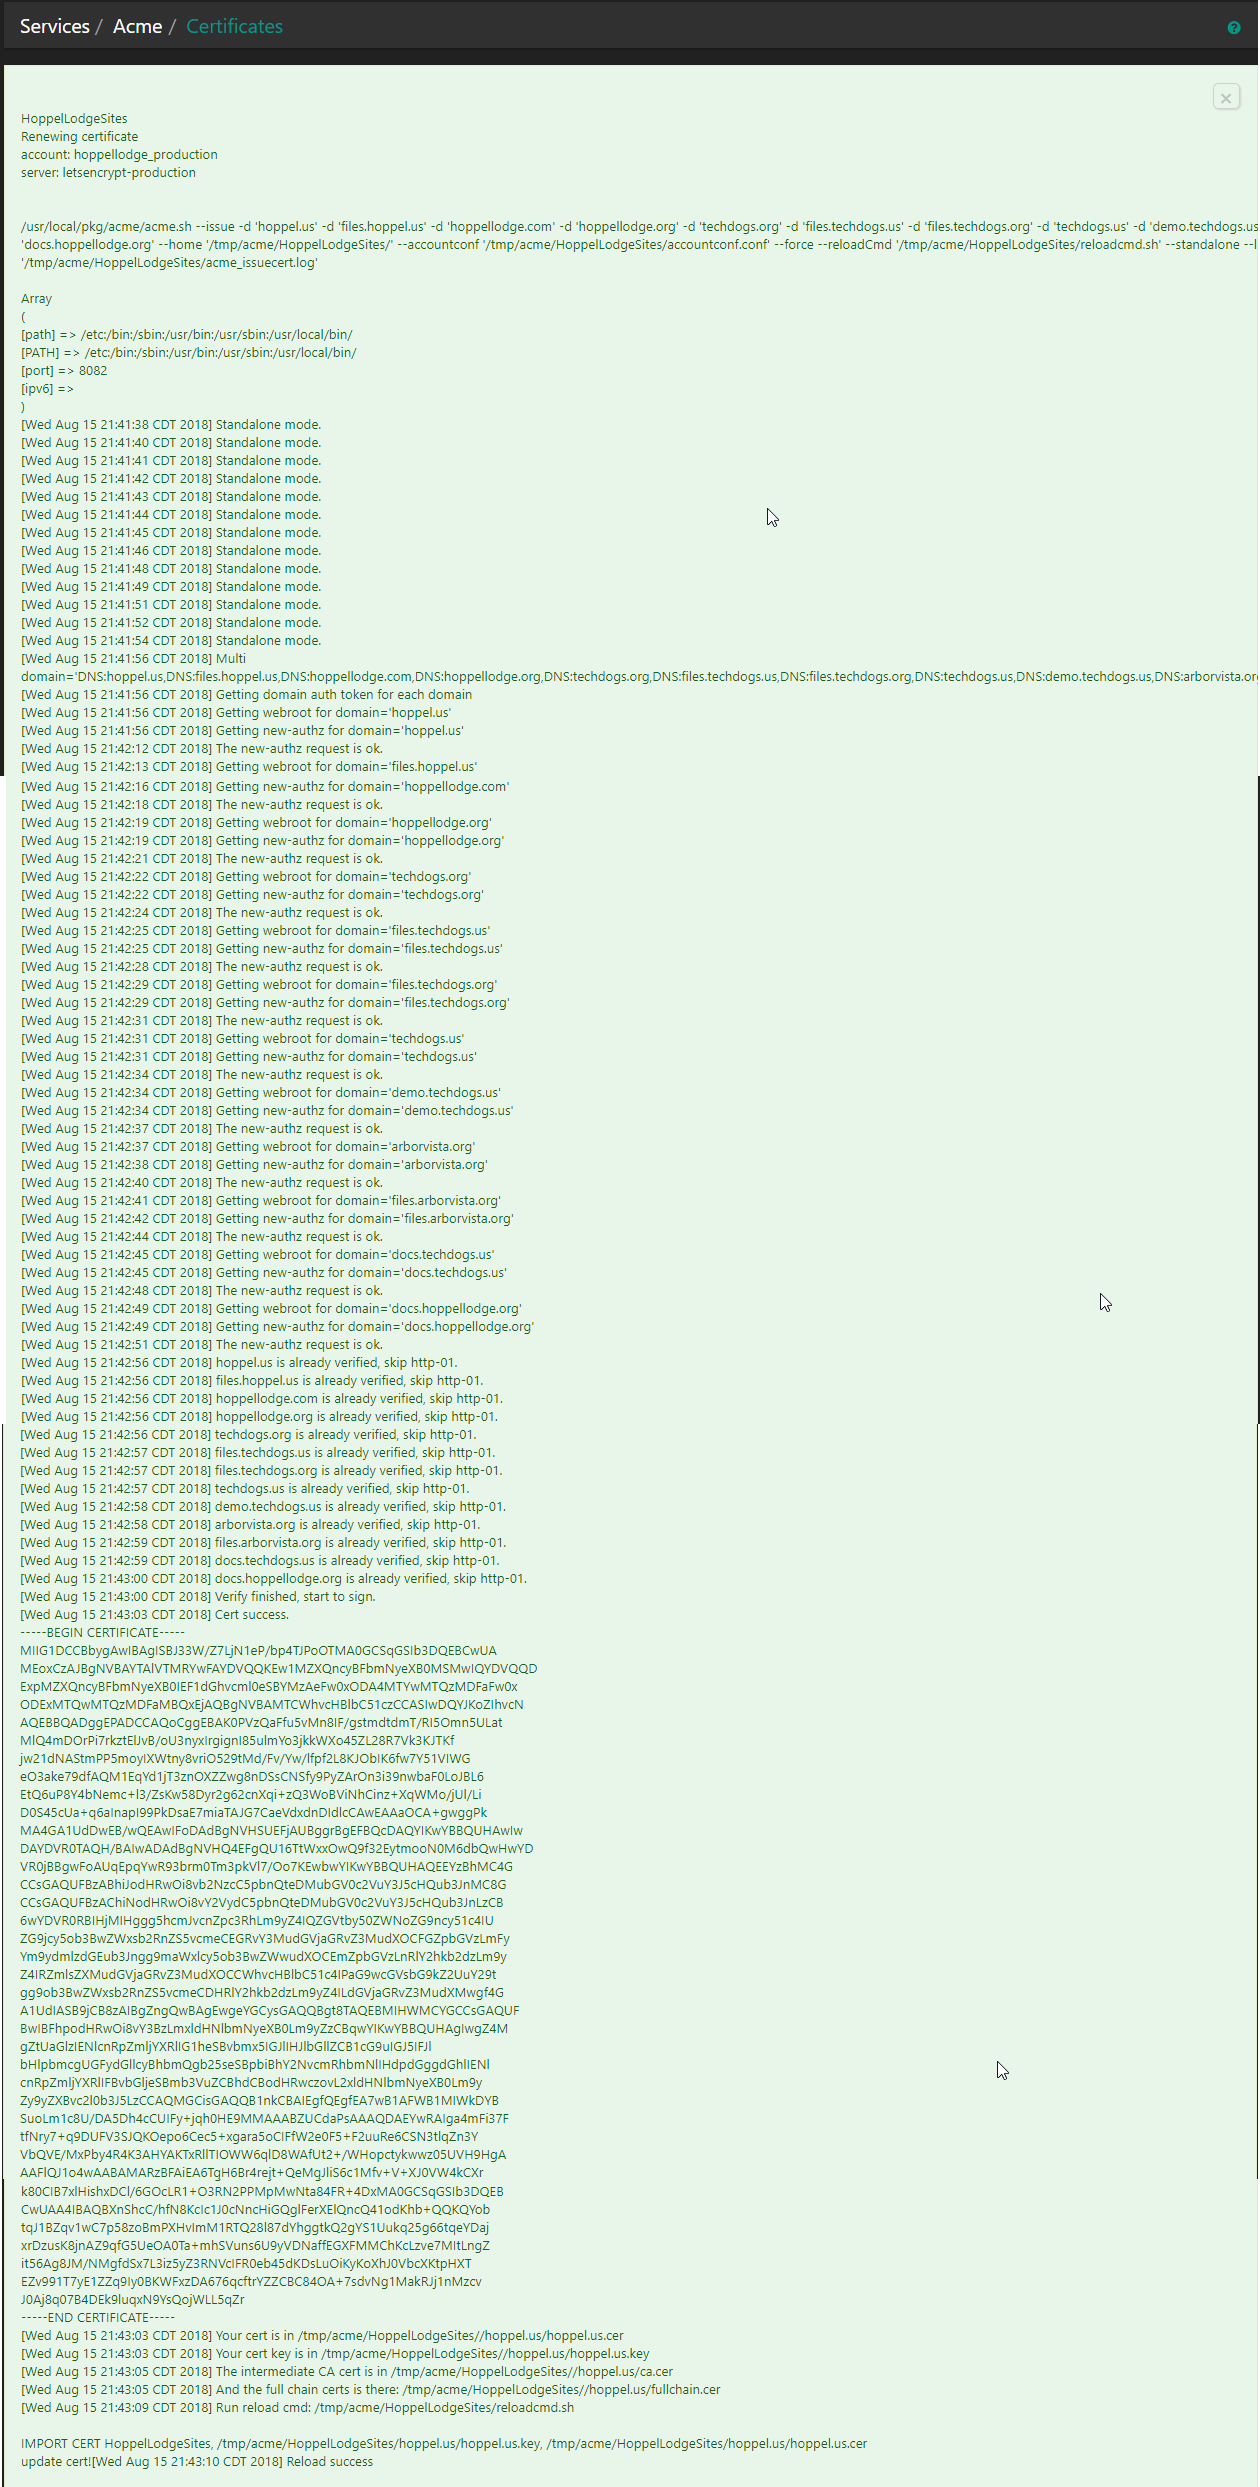 Services / Acme / Certificates
HoppelLodgeSites
Renewing certificate
account: hoppellodge_production
server: letsencrypt-production
/usr/local/pkg/acme/acme.sh --issue -d 'hoppel.us' -d 'files.hoppel.us' -d 'hoppellodge.com' -d 'hoppellodge.org' -d 'techdogs.org' -d 'files.techdogs.us' -d 'files.techdogs.org' -d 'techdogs.us' -d 'demo.techdogs.us
'docs.hoppellodge.org' --home '/tmp/acme/HoppelLodgeSites/' --accountconf '/tmp/acme/HoppelLodgeSites/accountconf.conf' --force --reloadCmd '/tmp/acme/HoppelLodgeSites/reloadcmd.sh' --standalone --l
'/tmp/acme/HoppelLodgeSites/acme_issuecert.log'
Array
(
[path] => /etc:/bin:/sbin:/usr/bin:/usr/sbin:/usr/local/bin/
[PATH] => /etc:/bin:/sbin:/usr/bin:/usr/sbin:/usr/local/bin/
[port] => 8082
[ipv6] =>
)
[Wed Aug 15 21:41:38 CDT 2018] Standalone mode.
[Wed Aug 15 21:41:40 CDT 2018] Standalone mode.
[Wed Aug 15 21:41:41 CDT 2018] Standalone mode.
[Wed Aug 15 21:41:42 CDT 2018] Standalone mode.
[Wed Aug 15 21:41:43 CDT 2018] Standalone mode.
[Wed Aug 15 21:41:44 CDT 2018] Standalone mode.
[Wed Aug 15 21:41:45 CDT 2018] Standalone mode.
[Wed Aug 15 21:41:46 CDT 2018] Standalone mode.
[Wed Aug 15 21:41:48 CDT 2018] Standalone mode.
[Wed Aug 15 21:41:49 CDT 2018] Standalone mode.
[Wed Aug 15 21:41:51 CDT 2018] Standalone mode.
[Wed Aug 15 21:41:52 CDT 2018] Standalone mode.
[Wed Aug 15 21:41:54 CDT 2018] Standalone mode.
[Wed Aug 15 21:41:56 CDT 2018] Multi
domain='DNS:hoppel.us,DNS:files.hoppel.us,DNS:hoppellodge.com,DNS:hoppellodge.org,DNS:techdogs.org,DNS:files.techdogs.us,DNS:files.techdogs.org,DNS:techdogs.us,DNS:demo.techdogs.us,DNS:arborvista.or
[Wed Aug 15 21:41:56 CDT 2018] Getting domain auth token for each domain
[Wed Aug 15 21:41:56 CDT 2018] Getting webroot for domain='hoppel.us'
[Wed Aug 15 21:41:56 CDT 2018] Getting new-authz for domain='hoppel.us'
[Wed Aug 15 21:42:12 CDT 2018] The new-authz request is ok.
[Wed Aug 15 21:42:13 CDT 2018] Getting webroot for domain='files.hoppel.us'
[Wed Aug 15 21:42:16 CDT 2018] Getting new-authz for domain='hoppellodge.com'
[Wed Aug 15 21:42:18 CDT 2018] The new-authz request is ok.
[Wed Aug 15 21:42:19 CDT 2018] Getting webroot for domain='hoppellodge.org'
[Wed Aug 15 21:42:19 CDT 2018] Getting new-authz for domain='hoppellodge.org'
[Wed Aug 15 21:42:21 CDT 2018] The new-authz request is ok.
[Wed Aug 15 21:42:22 CDT 2018] Getting webroot for domain='techdogs.org'
[Wed Aug 15 21:42:22 CDT 2018] Getting new-authz for domain='techdogs.org'
[Wed Aug 15 21:42:24 CDT 2018] The new-authz request is ok.
[Wed Aug 15 21:42:25 CDT 2018] Getting webroot for domain='files.techdogs.us'
[Wed Aug 15 21:42:25 CDT 2018] Getting new-authz for domain='files.techdogs.us'
[Wed Aug 15 21:42:28 CDT 2018] The new-authz request is ok.
[Wed Aug 15 21:42:29 CDT 2018] Getting webroot for domain='files.techdogs.org'
[Wed Aug 15 21:42:29 CDT 2018] Getting new-authz for domain='files.techdogs.org'
[Wed Aug 15 21:42:31 CDT 2018] The new-authz request is ok.
[Wed Aug 15 21:42:31 CDT 2018] Getting webroot for domain='techdogs.us'
[Wed Aug 15 21:42:31 CDT 2018] Getting new-authz for domain='techdogs.us'
[Wed Aug 15 21:42:34 CDT 2018] The new-authz request is ok.
[Wed Aug 15 21:42:34 CDT 2018] Getting webroot for domain='demo.techdogs.us'
[Wed Aug 15 21:42:34 CDT 2018] Getting new-authz for domain='demo.techdogs.us'
[Wed Aug 15 21:42:37 CDT 2018] The new-authz request is ok.
[Wed Aug 15 21:42:37 CDT 2018] Getting webroot for domain='arborvista.org'
[Wed Aug 15 21:42:38 CDT 2018] Getting new-authz for domain='arborvista.org'
[Wed Aug 15 21:42:40 CDT 2018] The new-authz request is ok.
[Wed Aug 15 21:42:41 CDT 2018] Getting webroot for domain='files.arborvista.org'
[Wed Aug 15 21:42:42 CDT 2018] Getting new-authz for domain='files.arborvista.org'
[Wed Aug 15 21:42:44 CDT 2018] The new-authz request is ok.
[Wed Aug 15 21:42:45 CDT 2018] Getting webroot for domain='docs.techdogs.us'
[Wed Aug 15 21:42:45 CDT 2018] Getting new-authz for domain='docs.techdogs.us'
[Wed Aug 15 21:42:48 CDT 2018] The new-authz request is ok.
[Wed Aug 15 21:42:49 CDT 2018] Getting webroot for domain='docs.hoppellodge.org'
[Wed Aug 15 21:42:49 CDT 2018] Getting new-authz for domain='docs.hoppellodge.org'
[Wed Aug 15 21:42:51 CDT 2018] The new-authz request is ok.
[Wed Aug 15 21:42:56 CDT 2018] hoppel.us is already verified, skip http-01.
[Wed Aug 15 21:42:56 CDT 2018] files.hoppel.us is already verified, skip http-01.
[Wed Aug 15 21:42:56 CDT 2018] hoppellodge.com is already verified, skip http-01.
[Wed Aug 15 21:42:56 CDT 2018] hoppellodge.org is already verified, skip http-01.
[Wed Aug 15 21:42:56 CDT 2018] techdogs.org is already verified, skip http-01.
[Wed Aug 15 21:42:57 CDT 2018] files.techdogs.us is already verified, skip http-01.
[Wed Aug 15 21:42:57 CDT 2018] files.techdogs.org is already verified, skip http-01.
[Wed Aug 15 21:42:57 CDT 2018] techdogs.us is already verified, skip http-01.
[Wed Aug 15 21:42:58 CDT 2018] demo.techdogs.us is already verified, skip http-01.
[Wed Aug 15 21:42:58 CDT 2018] arborvista.org is already verified, skip http-01.
[Wed Aug 15 21:42:59 CDT 2018] files.arborvista.org is already verified, skip http-01.
[Wed Aug 15 21:42:59 CDT 2018] docs.techdogs.us is already verified, skip http-01.
[Wed Aug 15 21:43:00 CDT 2018] docs.hoppellodge.org is already verified, skip http-01.
[Wed Aug 15 21:43:00 CDT 2018] Verify finished, start to sign.
[Wed Aug 15 21:43:03 CDT 2018] Cert success.
-----BEGIN CERTIFICATE-----
MIIG1DCCBbygAwIBAgISBJ33W/Z7LjN1eP/bp4TJPoOTMA0GCSqGSIb3DQEBCwUA
MEoxCzAJBgNVBAYTAlVTMRYwFAYDVQQKEw1MZXQncyBFbmNyeXB0MSMwIQYDVQQD
ExpMZXQncyBFbmNyeXB0IEF1dGhvcml0eSBYMzAeFw0xODA4MTYwMTQzMDFaFw0x
ODExMTQwMTQzMDFaMBQxEjAQBgNVBAMTCWhvcHBlbC51czCCASIwDQYJKoZIhvcN
AQEBBQADggEPADCCAQoCggEBAK0PVzQaFfu5vMn8IF/gstmdtdmT/RI5Omn5ULat
MlQ4mDOrPi7rkztElJvB/oU3nyxIrgignI85ulmYo3jkkWXo45ZL28R7Vk3KJTKf
jw21dNAStmPP5moyIXWtny8vriO529tMd/Fv/Yw/lfpf2L8KJObIK6fw7Y51VIWG
eO3ake79dfAQM1EqYd1jT3znOXZZwg8nDSsCNSfy9PyZArOn3i39nwbaF0LoJBL6
EtQ6uP8Y4bNemc+l3/ZsKw58Dyr2g62cnXqi+zQ3WoBViNhCinz+XqWMo/jUl/Li
D0S45cUa+q6aInapI99PkDsaE7miaTAJG7CaeVdxdnDIdlcCAwEAAaOCA+gwggPk
MA4GA1UdDwEB/wQEAwIFoDAdBgNVHSUEFjAUBggrBgEFBQcDAQYIKwYBBQUHAwIw
DAYDVR0TAQH/BAIwADAdBgNVHQ4EFgQU16TtWxxOwQ9f32EytmooN0M6dbQwHwYD
VR0jBBgwFoAUqEpqYwR93brm0Tm3pkVl7/Oo7KEwbwYIKwYBBQUHAQEEYzBhMC4G
CCsGAQUFBzABhiJodHRwOi8vb2NzcC5pbnQteDMubGV0c2VuY3J5cHQub3JnMC8G
CCsGAQUFBzAChiNodHRwOi8vY2VydC5pbnQteDMubGV0c2VuY3J5cHQub3JnLzCB
6wYDVR0RBIHjMIHggg5hcmJvcnZpc3RhLm9yZ4IQZGVtby50ZWNoZG9ncy51c4IU
ZG9jcy5ob3BwZWxsb2RnZS5vcmeCEGRvY3MudGVjaGRvZ3MudXOCFGZpbGVzLmFy
Ym9ydmlzdGEub3Jngg9maWxlcy5ob3BwZWwudXOCEmZpbGVzLnRlY2hkb2dzLm9y
Z4IRZmlsZXMudGVjaGRvZ3MudXOCCWhvcHBlbC51c4IPaG9wcGVsbG9kZ2UuY29t
gg9ob3BwZWxsb2RnZS5vcmeCDHRlY2hkb2dzLm9yZ4ILdGVjaGRvZ3MudXMwgf4G
A1UdIASB9jCB8zAIBgZngQwBAgEwgeYGCysGAQQBgt8TAQEBMIHWMCYGCCsGAQUF
BwIBFhpodHRwOi8vY3BzLmxldHNlbmNyeXB0Lm9yZzCBqwYIKwYBBQUHAgIwgZ4M
gZtUaGlzIENlcnRpZmljYXRlIG1heSBvbmx5IGJlIHJlbGllZCB1cG9uIGJ5IFJl
bHlpbmcgUGFydGllcyBhbmQgb25seSBpbiBhY2NvcmRhbmNlIHdpdGggdGhlIENl
cnRpZmljYXRlIFBvbGljeSBmb3VuZCBhdCBodHRwczovL2xldHNlbmNyeXB0Lm9y
Zy9yZXBvc2l0b3J5LzCCAQMGCisGAQQB1nkCBAIEgfQEgfEA7wB1AFWB1MIWkDYB
SuoLm1c8U/DA5Dh4cCUIFy+jqh0HE9MMAAABZUCdaPsAAAQDAEYwRAIga4mFi37F
tfNry7+q9DUFV3SJQKOepo6Cec5+xgara5oCIFfW2e0F5+F2uuRe6CSN3tlqZn3Y
VbQVE/MxPby4R4K3AHYAKTxRllTIOWW6qlD8WAfUt2+/WHopctykwwz05UVH9HgA
AAFlQJ1o4wAABAMARzBFAiEA6TgH6Br4rejt+QeMgJliS6c1Mfv+V+XJ0VW4kCXr
k80CIB7xlHishxDCl/6GOcLR1+O3RN2PPMpMwNta84FR+4DxMA0GCSqGSIb3DQEB
CwUAA4IBAQBXnShcC/hfN8Kclc1J0cNncHiGQglFerXElQncQ41odKhb+QQKQYob
tqJ1BZqv1wC7p58zoBmPXHvImM1RTQ28l87dYhggtkQ2gYS1Uukq25g66tqeYDaj
xrDzusK8jnAZ9qfG5UeOA0Ta+mhSVuns6U9yVDNaffEGXFMMChKcLzve7MItLngZ
it56Ag8JM/NMgfdSx7L3iz5yZ3RNVcIFR0eb45dKDsLuOiKyKoXhJ0VbcXKtpHXT
EZv991T7yE1ZZq9Iy0BKWFxzDA676qcftrYZZCBC84OA+7sdvNg1MakRJj1nMzcv
J0Aj8q07B4DEk9luqxN9YsQojWLL5qZr
-----END CERTIFICATE-----
[Wed Aug 15 21:43:03 CDT 2018] Your cert is in /tmp/acme/HoppelLodgeSites//hoppel.us/hoppel.us.cer
[Wed Aug 15 21:43:03 CDT 2018] Your cert key is in /tmp/acme/HoppelLodgeSites//hoppel.us/hoppel.us.key
[Wed Aug 15 21:43:05 CDT 2018] The intermediate CA cert is in /tmp/acme/HoppelLodgeSites//hoppel.us/ca.cer
[Wed Aug 15 21:43:05 CDT 2018] And the full chain certs is there: /tmp/acme/HoppelLodgeSites//hoppel.us/fullchain.cer
[Wed Aug 15 21:43:09 CDT 2018] Run reload cmd: /tmp/acme/HoppelLodgeSites/reloadcmd.sh
IMPORT CERT HoppelLodgeSites, /tmp/acme/HoppelLodgeSites/hoppel.us/hoppel.us.key, /tmp/acme/HoppelLodgeSites/hoppel.us/hoppel.us.cer
update cert![Wed Aug 15 21:43:10 CDT 2018] Reload success